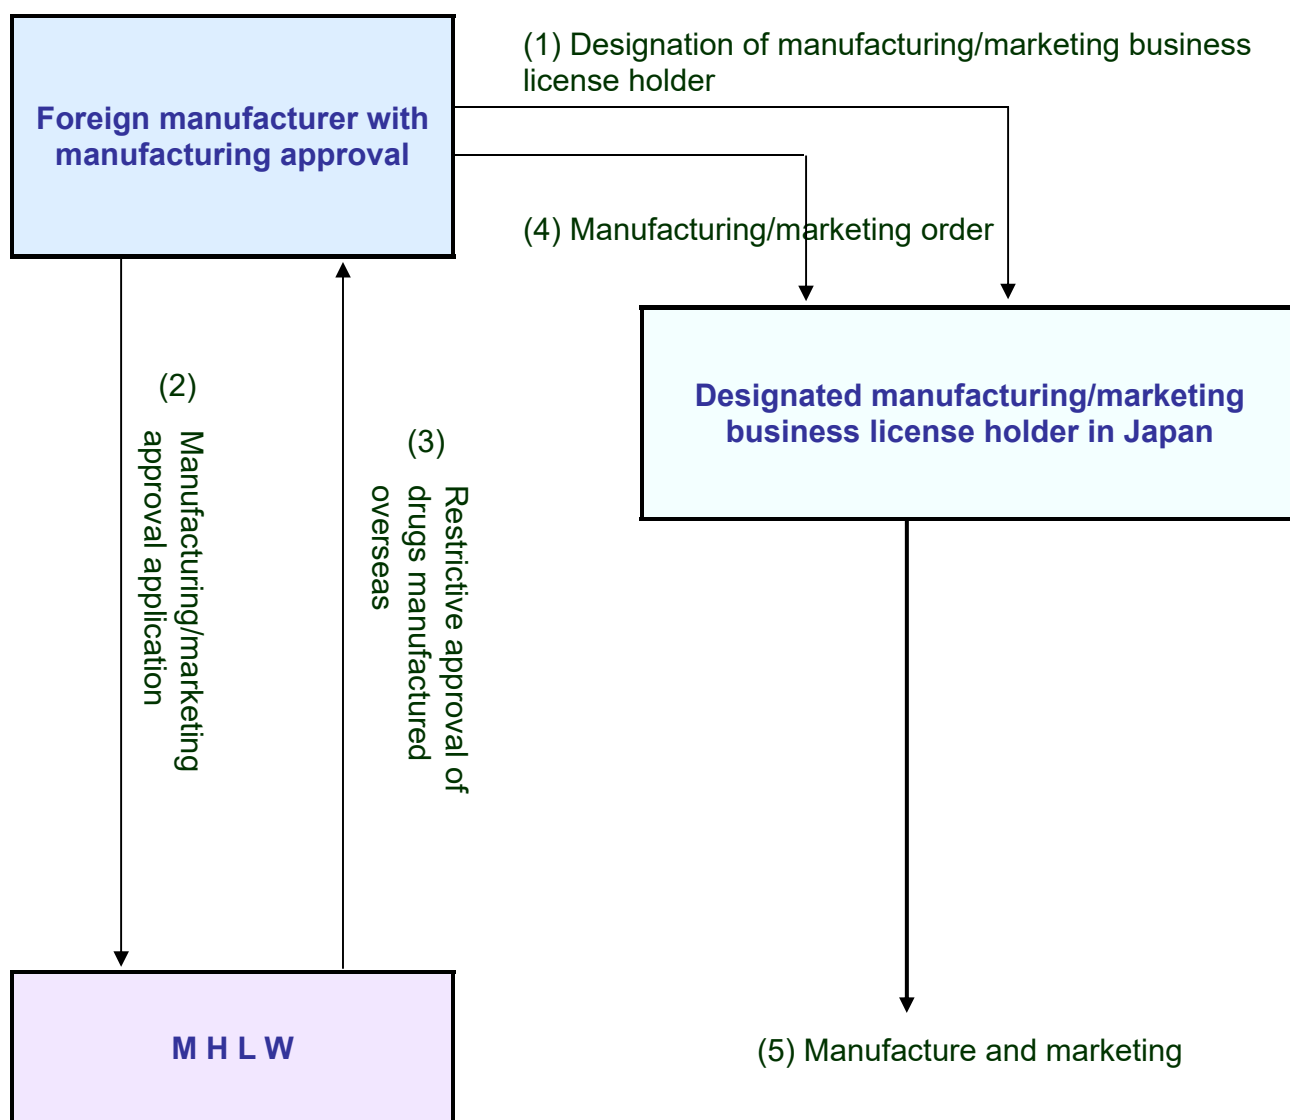 (1) Designation of manufacturing/marketing business
license holder
Foreign manufacturer with
manufacturing approval
(4) Manufacturing/marketing order
Designated manufacturing/marketing
business license holder in Japan
(2)
Manufacturing/marketing
approval application
(3)
Restrictive approval of
drugs manufactured
overseas
M H L W
(5) Manufacture and marketing